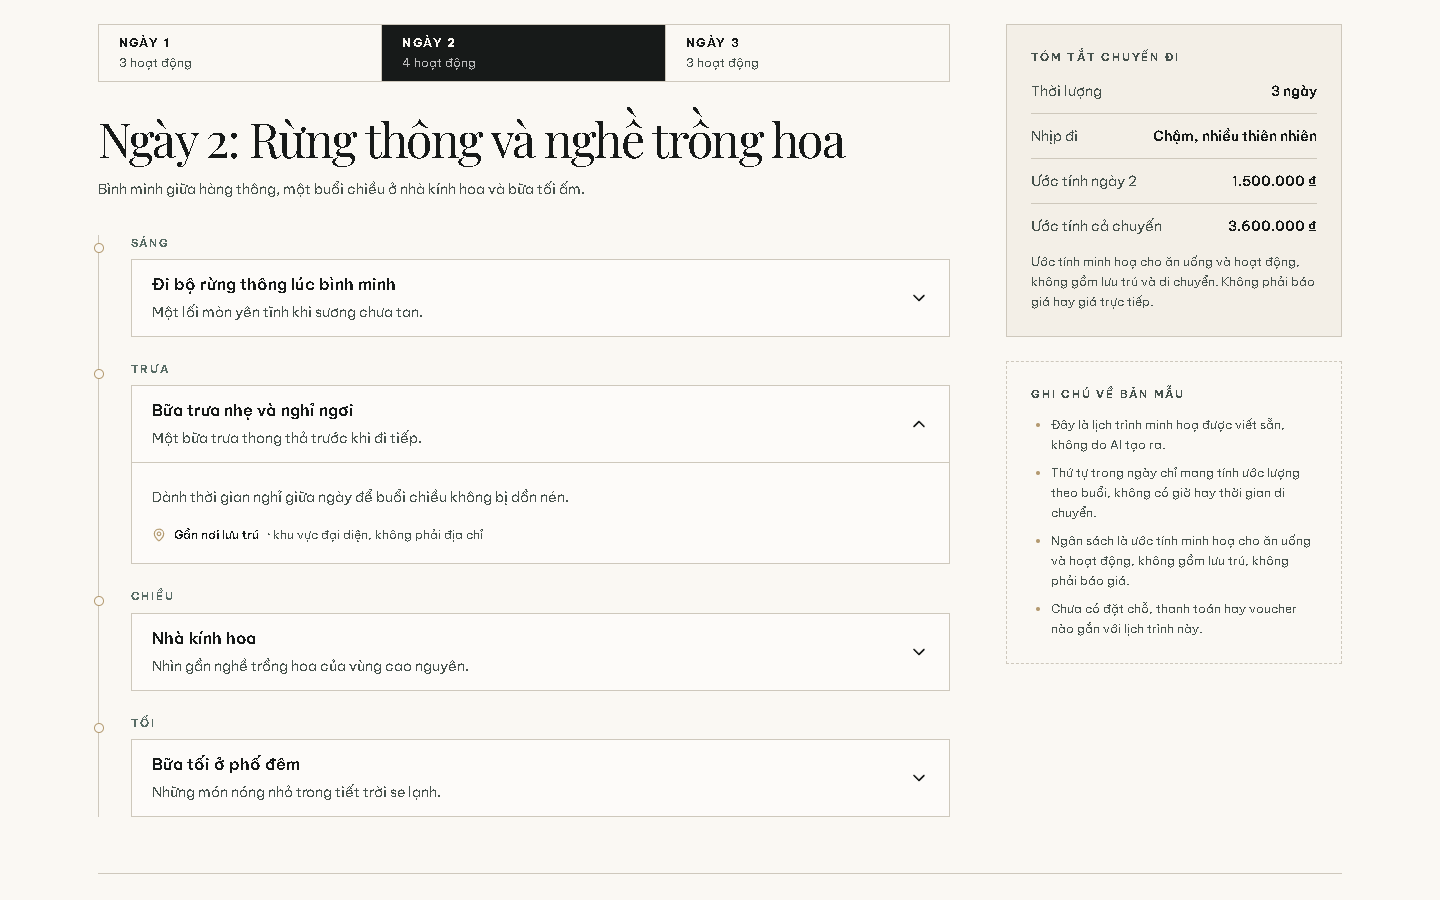 NGÀY 1
3 hoạt động
NGÀY 2
4 hoạt động
NGÀY 3
3 hoạt động
Ngày 2: Rừng thông và nghề trồng hoa
Bình minh giữa hàng thông, một buổi chiều ở nhà kính hoa và bữa tối ấm.
SÁNG
Đi bộ rừng thông lúc bình minh
Một lối mòn yên tĩnh khi sương chưa tan.
TRƯA
Bữa trưa nhẹ và nghỉ ngơi
Một bữa trưa thong thả trước khi đi tiếp.
Dành thời gian nghỉ giữa ngày để buổi chiều không bị dồn nén.
Gần nơi lưu trú · khu vực đại diện, không phải địa chỉ
CHIỀU
Nhà kính hoa
Nhìn gần nghề trồng hoa của vùng cao nguyên.
TỐI
Bữa tối ở phố đêm
Những món nóng nhỏ trong tiết trời se lạnh.
TÓM TẮT CHUYẾN ĐI
Thời lượng 3 ngày
Nhịp đi Chậm, nhiều thiên nhiên
Ước tính ngày 2 1.500.000 ₫
Ước tính cả chuyến 3.600.000 ₫
Ước tính minh hoạ cho ăn uống và hoạt động,
không gồm lưu trú và di chuyển. Không phải báo
giá hay giá trực tiếp.
GHI CHÚ VỀ BẢN MẪU
Đây là lịch trình minh hoạ được viết sẵn,
không do AI tạo ra.
Thứ tự trong ngày chỉ mang tính ước lượng
theo buổi, không có giờ hay thời gian di
chuyển.
Ngân sách là ước tính minh hoạ cho ăn uống
và hoạt động, không gồm lưu trú, không
phải báo giá.
Chưa có đặt chỗ, thanh toán hay voucher
nào gắn với lịch trình này.